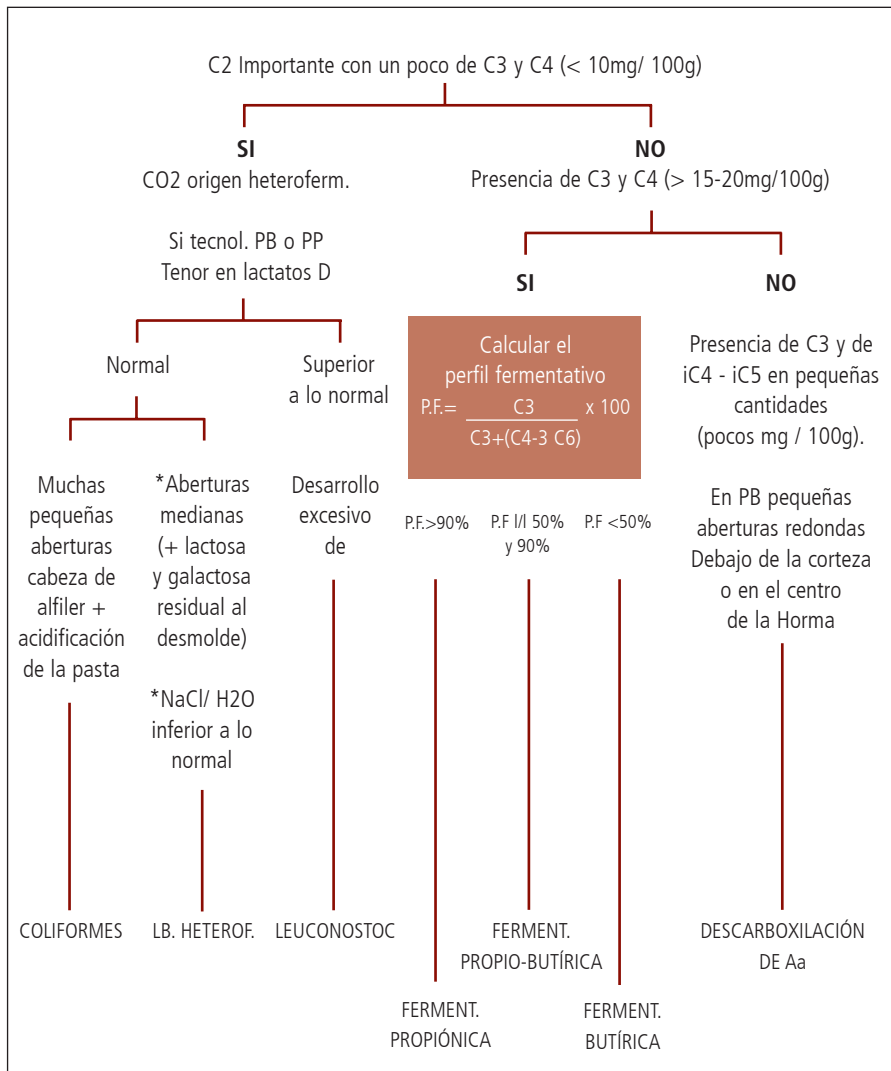 C2 Importante con un poco de C3 y C4 (< 10mg/ 100g)
SI
CO2 origen heteroferm.
NO
Presencia de C3 y C4 (> 15-20mg/100g)
Si tecnol. PB o PP
Tenor en lactatos D
Normal
Superior
a lo normal
SI
NO
Calcular el
perfil fermentativo
P.F.= C3 x 100
C3+(C4-3 C6)
Presencia de C3 y de
iC4 - iC5 en pequeñas
cantidades
(pocos mg / 100g).
Muchas
pequeñas
aberturas
cabeza de
alfiler +
acidificación
de la pasta
*Aberturas
medianas
(+ lactosa
y galactosa
residual al
desmolde)
*NaCl/ H2O
inferior a lo
normal
Desarrollo
excesivo
de
P.F.>90%
P.F l/l 50%
y 90%
P.F <50%
En PB pequeñas
aberturas redondas
Debajo de la corteza
o en el centro
de la Horma
COLIFORMES
LB. HETEROF.
LEUCONOSTOC
FERMENT.
PROPIO-BUTÍRICA
DESCARBOXILACIÓN
DE Aa
FERMENT.
PROPIÓNICA
FERMENT.
BUTÍRICA